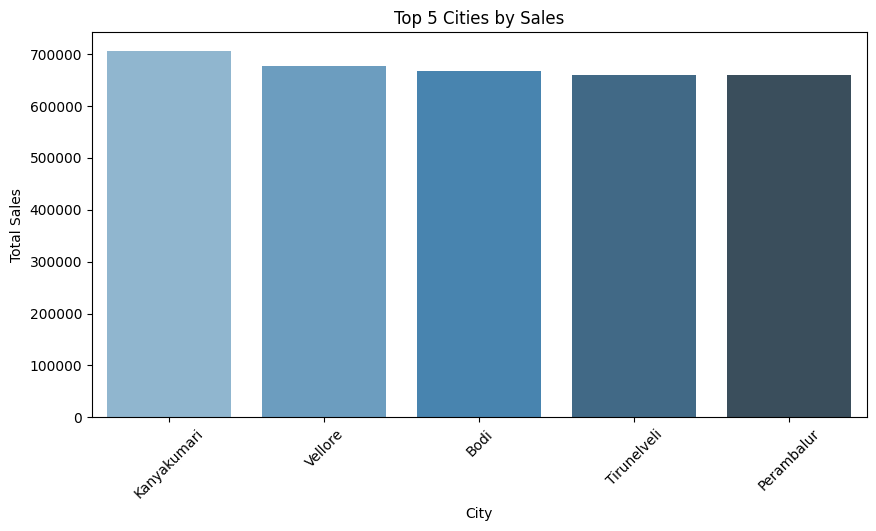 Top 5 Cities by Sales
Total Sales
700000
600000
500000
400000
300000
200000
100000
0
Kanyakumari
Vellore
Bodi
Tirunelveli
Perambalur
City